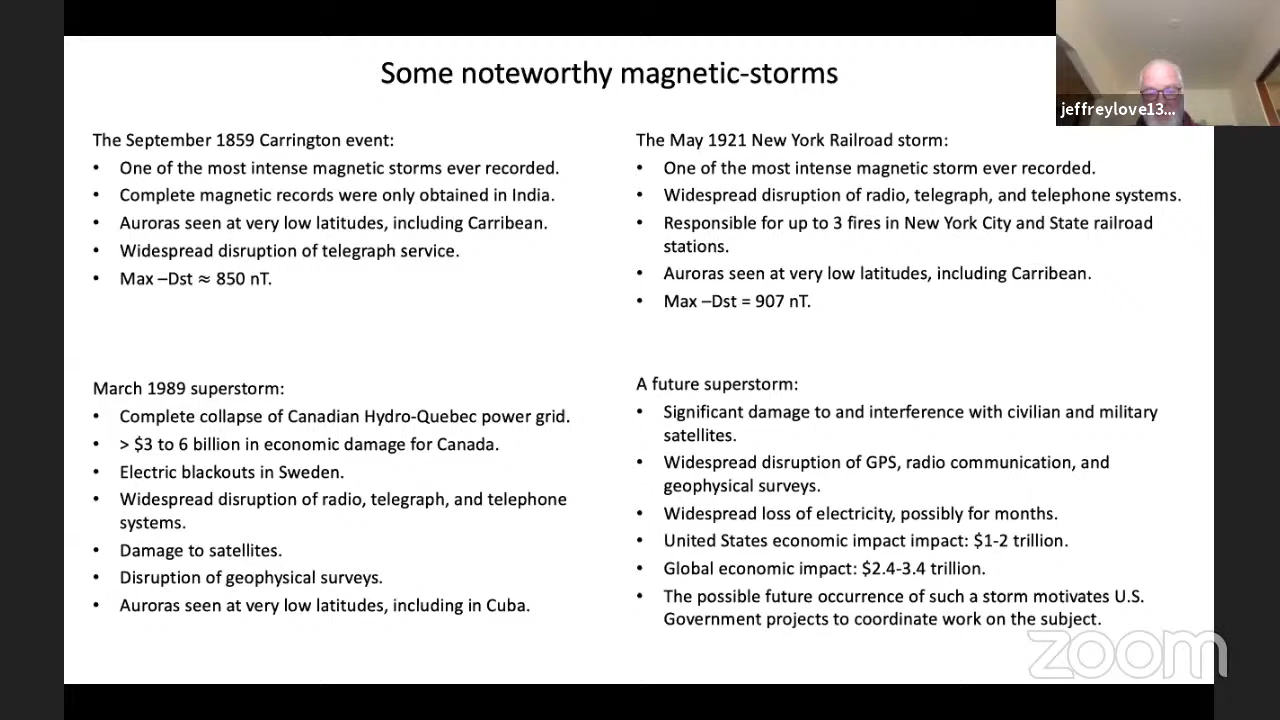 Some noteworthy magnetic-storms
jeffreylove13...
The September 1859 Carrington event:
• One of the most intense magnetic storms ever recorded.
• Complete magnetic records were only obtained in India.
• Auroras seen at very low latitudes, including Carribean.
• Widespread disruption of telegraph service.
• Max –Dst ≈ 850 nT.
The May 1921 New York Railroad storm:
• One of the most intense magnetic storm ever recorded.
• Widespread disruption of radio, telegraph, and telephone systems.
• Responsible for up to 3 fires in New York City and State railroad
stations.
• Auroras seen at very low latitudes, including Carribean.
• Max –Dst = 907 nT.
March 1989 superstorm:
• Complete collapse of Canadian Hydro-Quebec power grid.
• > $3 to 6 billion in economic damage for Canada.
• Electric blackouts in Sweden.
• Widespread disruption of radio, telegraph, and telephone
systems.
• Damage to satellites.
• Disruption of geophysical surveys.
• Auroras seen at very low latitudes, including in Cuba.
A future superstorm:
• Significant damage to and interference with civilian and military
satellites.
• Widespread disruption of GPS, radio communication, and
geophysical surveys.
• Widespread loss of electricity, possibly for months.
• United States economic impact impact: $1-2 trillion.
• Global economic impact: $2.4-3.4 trillion.
• The possible future occurrence of such a storm motivates U.S.
Government projects to coordinate work on the subject.
zoom